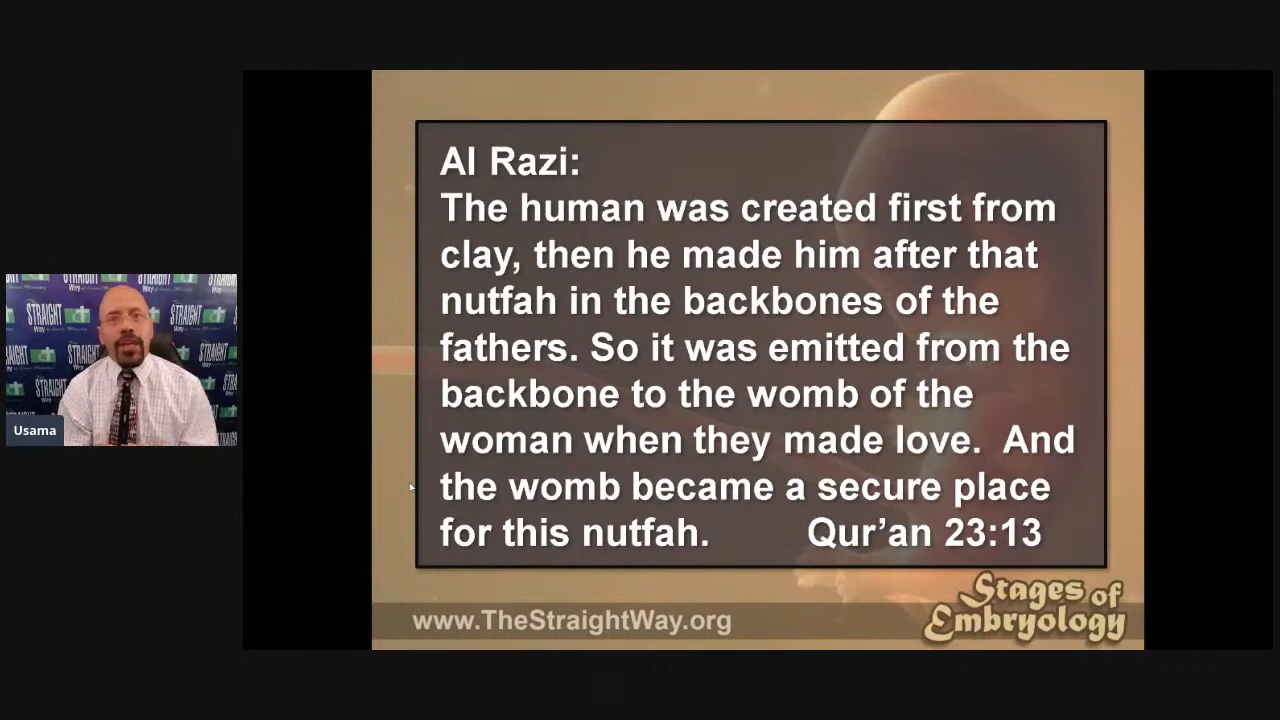 Al Razi:
The human was created first from
clay, then he made him after that
nutfah in the backbones of the
fathers. So it was emitted from the
backbone to the womb of the
woman when they made love. And
the womb became a secure place
for this nutfah. Qur’an 23:13
Stages of
Embryology
www.TheStraightWay.org
STRAIGHT
Way
Usama